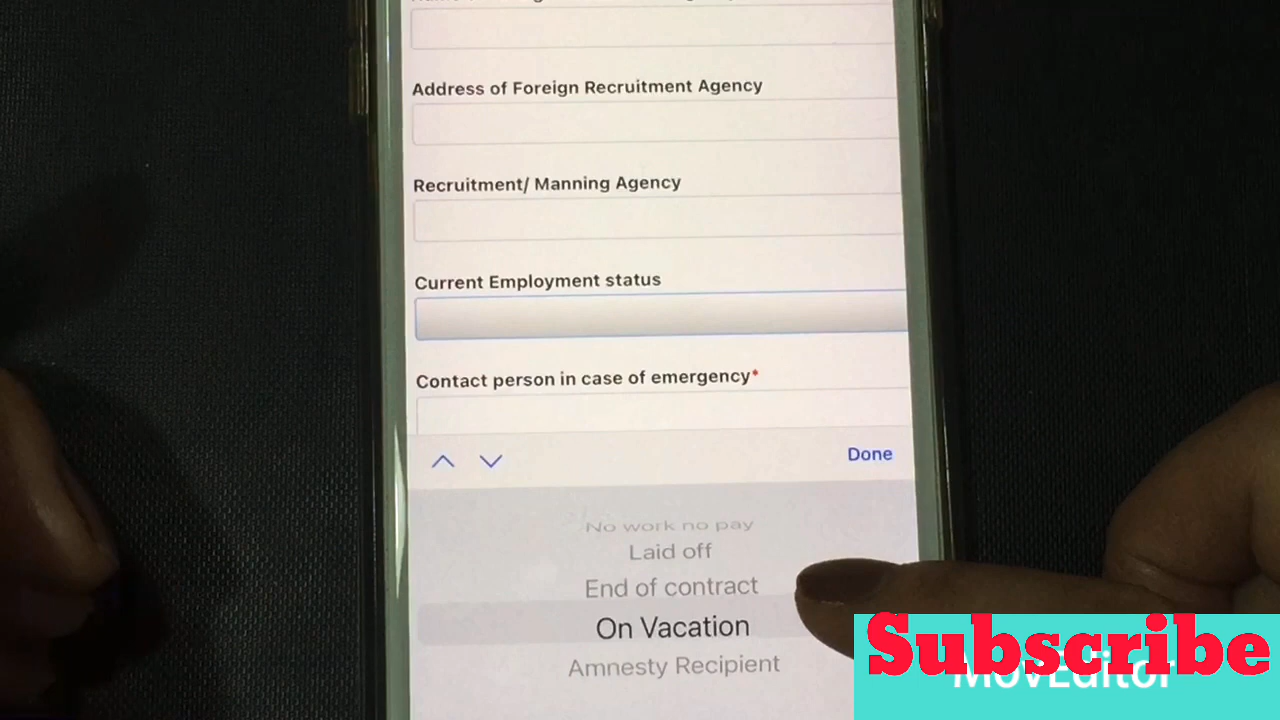 Address of Foreign Recruitment Agency
Recruitment/ Manning Agency
Current Employment status
Contact person in case of emergency*
Done
No work no pay
Laid off
End of contract
On Vacation
Amnesty Recipient
Subscribe
MovEditor